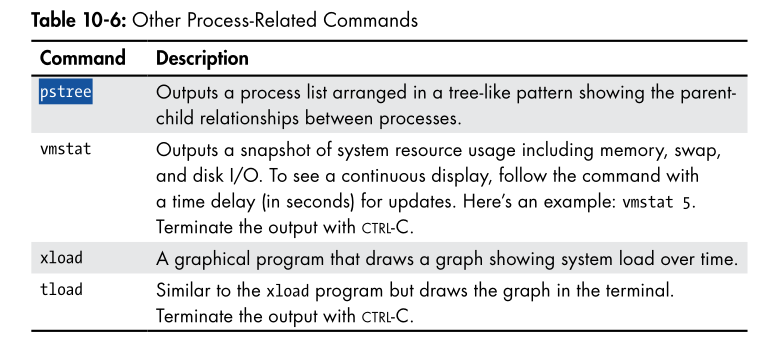 Table 10-6: Other Process-Related Commands
Command Description
pstree Outputs a process list arranged in a tree-like pattern showing the parent-
child relationships between processes.
vmstat Outputs a snapshot of system resource usage including memory, swap,
and disk I/O. To see a continuous display, follow the command with
a time delay (in seconds) for updates. Here’s an example: vmstat 5.
Terminate the output with CTRL-C.
xload A graphical program that draws a graph showing system load over time.
tload Similar to the xload program but draws the graph in the terminal.
Terminate the output with CTRL-C.